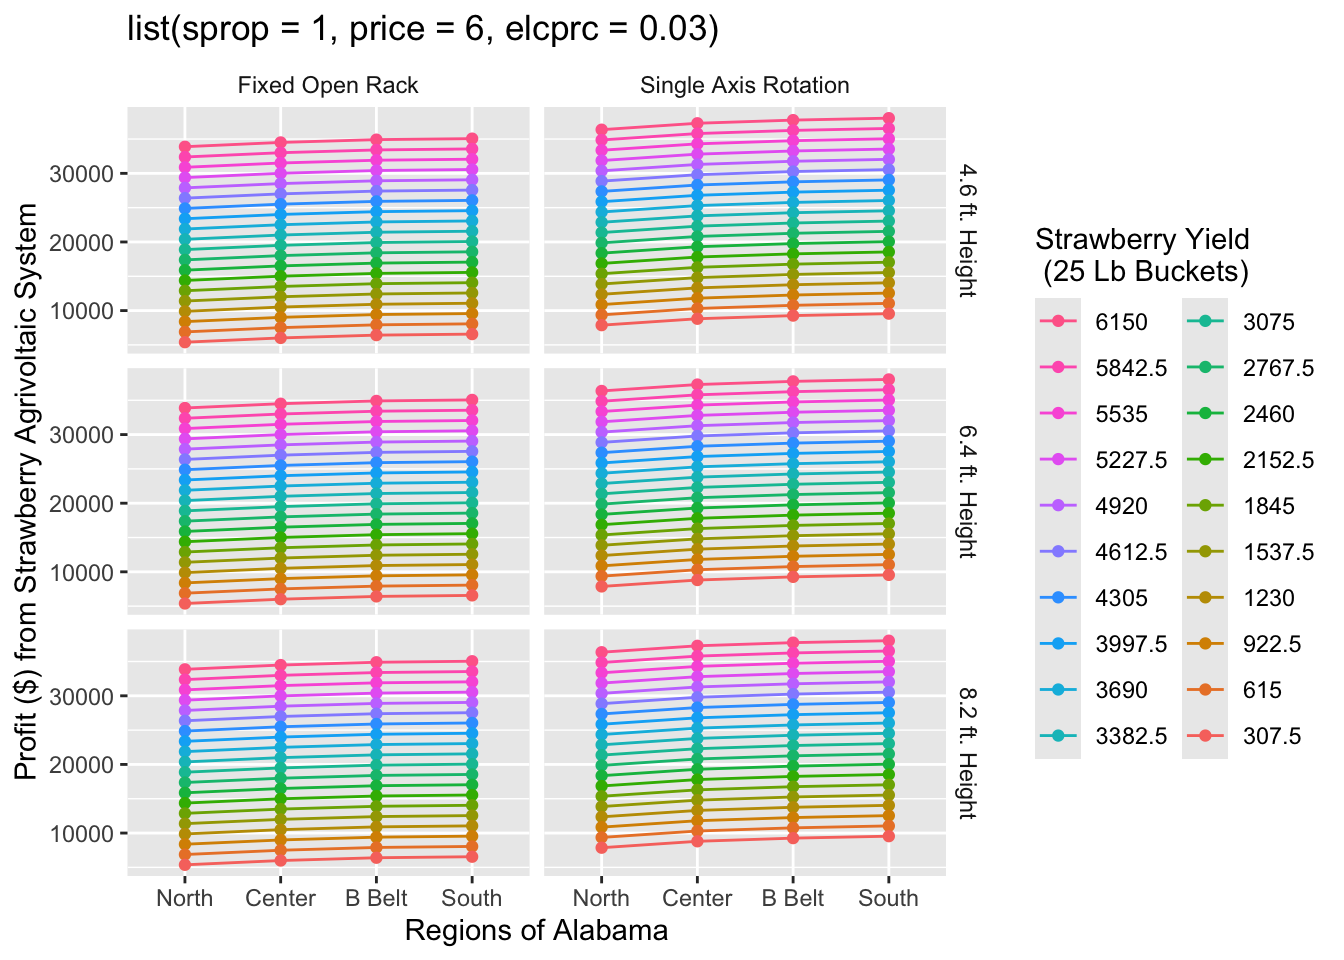 list(sprop = 1, price = 6, elcprc = 0.03)
Fixed Open Rack
Single Axis Rotation
Profit ($) from Strawberry Agrivoltaic System
30000
20000
10000
4.6 ft. Height
30000
20000
10000
6.4 ft. Height
30000
20000
10000
8.2 ft. Height
North Center B Belt South
North Center B Belt South
Regions of Alabama
Strawberry Yield
(25 Lb Buckets)
6150 3075
5842.5 2767.5
5535 2460
5227.5 2152.5
4920 1845
4612.5 1537.5
4305 1230
3997.5 922.5
3690 615
3382.5 307.5